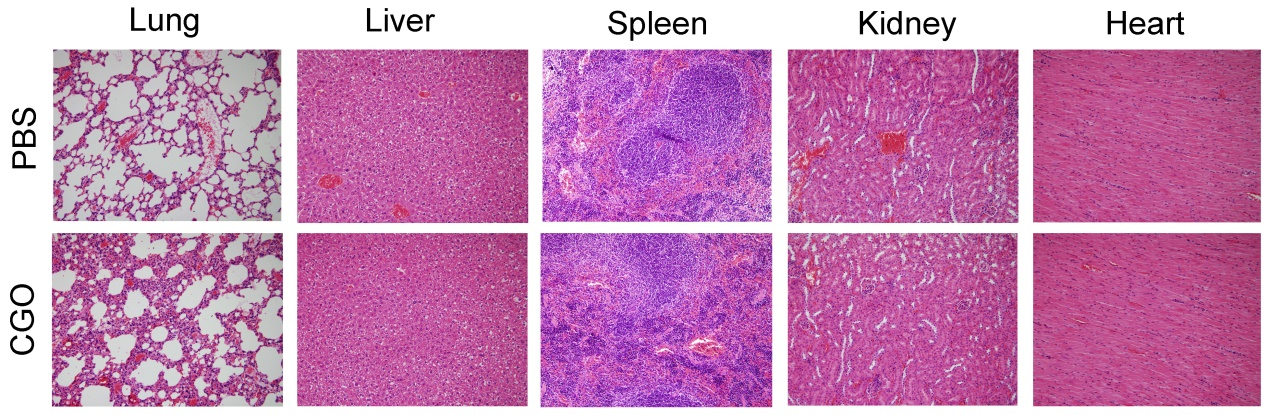 Lung Liver Spleen Kidney Heart
PBS
CGO